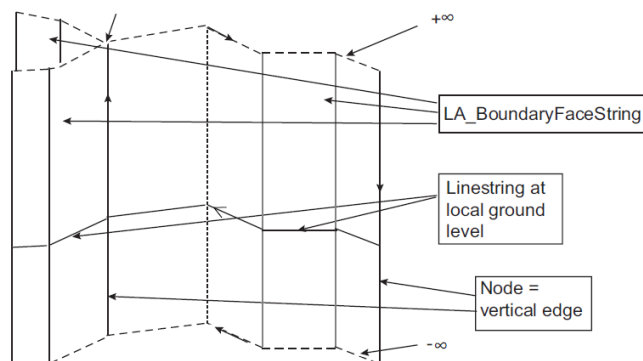 +∞
LA_BoundaryFaceString
Linestring at
local ground
level
Node =
vertical edge
-∞